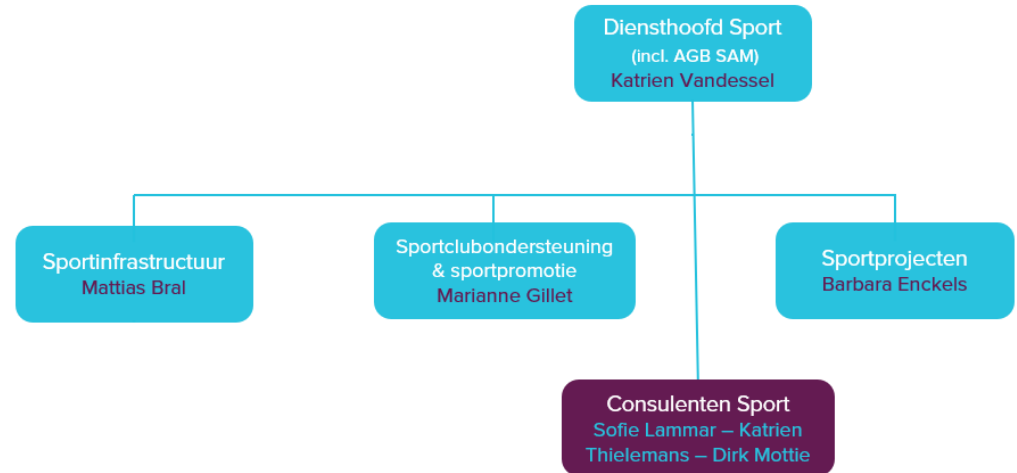 Diensthoofd Sport
(incl. AGB SAM)
Katrien Vandessel
Sportinfrastructuur
Mattias Bral
Sportclubondersteuning
& sportpromotie
Marianne Gillet
Sportprojecten
Barbara Enckels
Consulenten Sport
Sofie Lammar – Katrien
Thielemans – Dirk Mottie